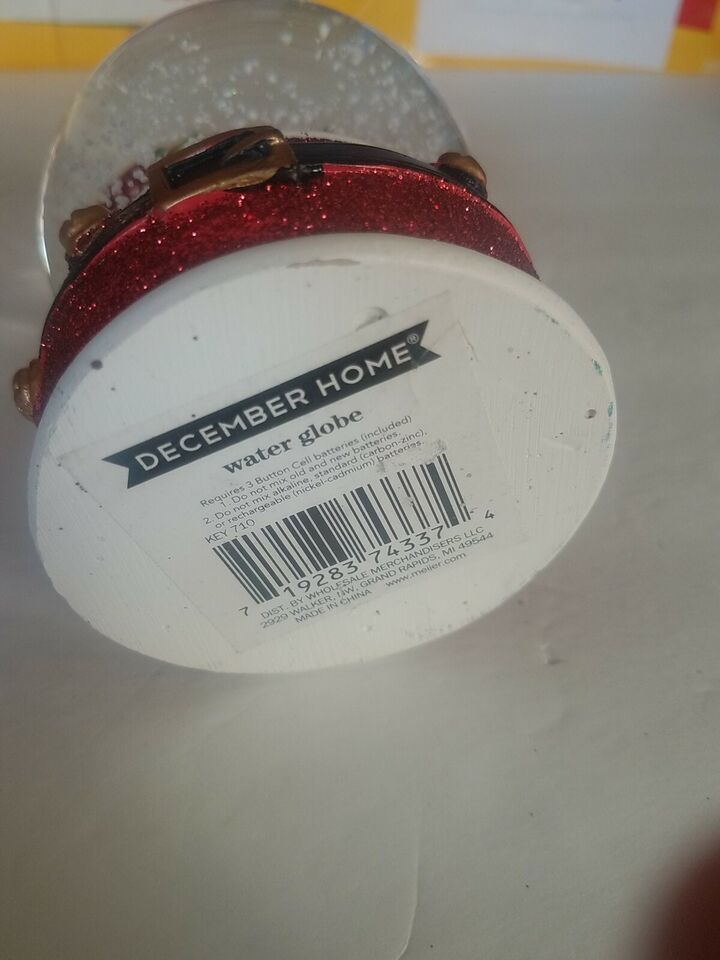 DECEMBER HOME®
water globe
Requires 3 Button Cell batteries (included)
1. Do not mix old and new batteries.
2. Do not mix alkaline, standard (carbon-zinc),
or rechargeable (nickel-cadmium) batteries.
KEY 710
7 19283 74337 4
DIST. BY WHOLESALE MERCHANDISERS LLC
2929 WALKER, NW, GRAND RAPIDS, MI 49544
MADE IN CHINA www.meijer.com